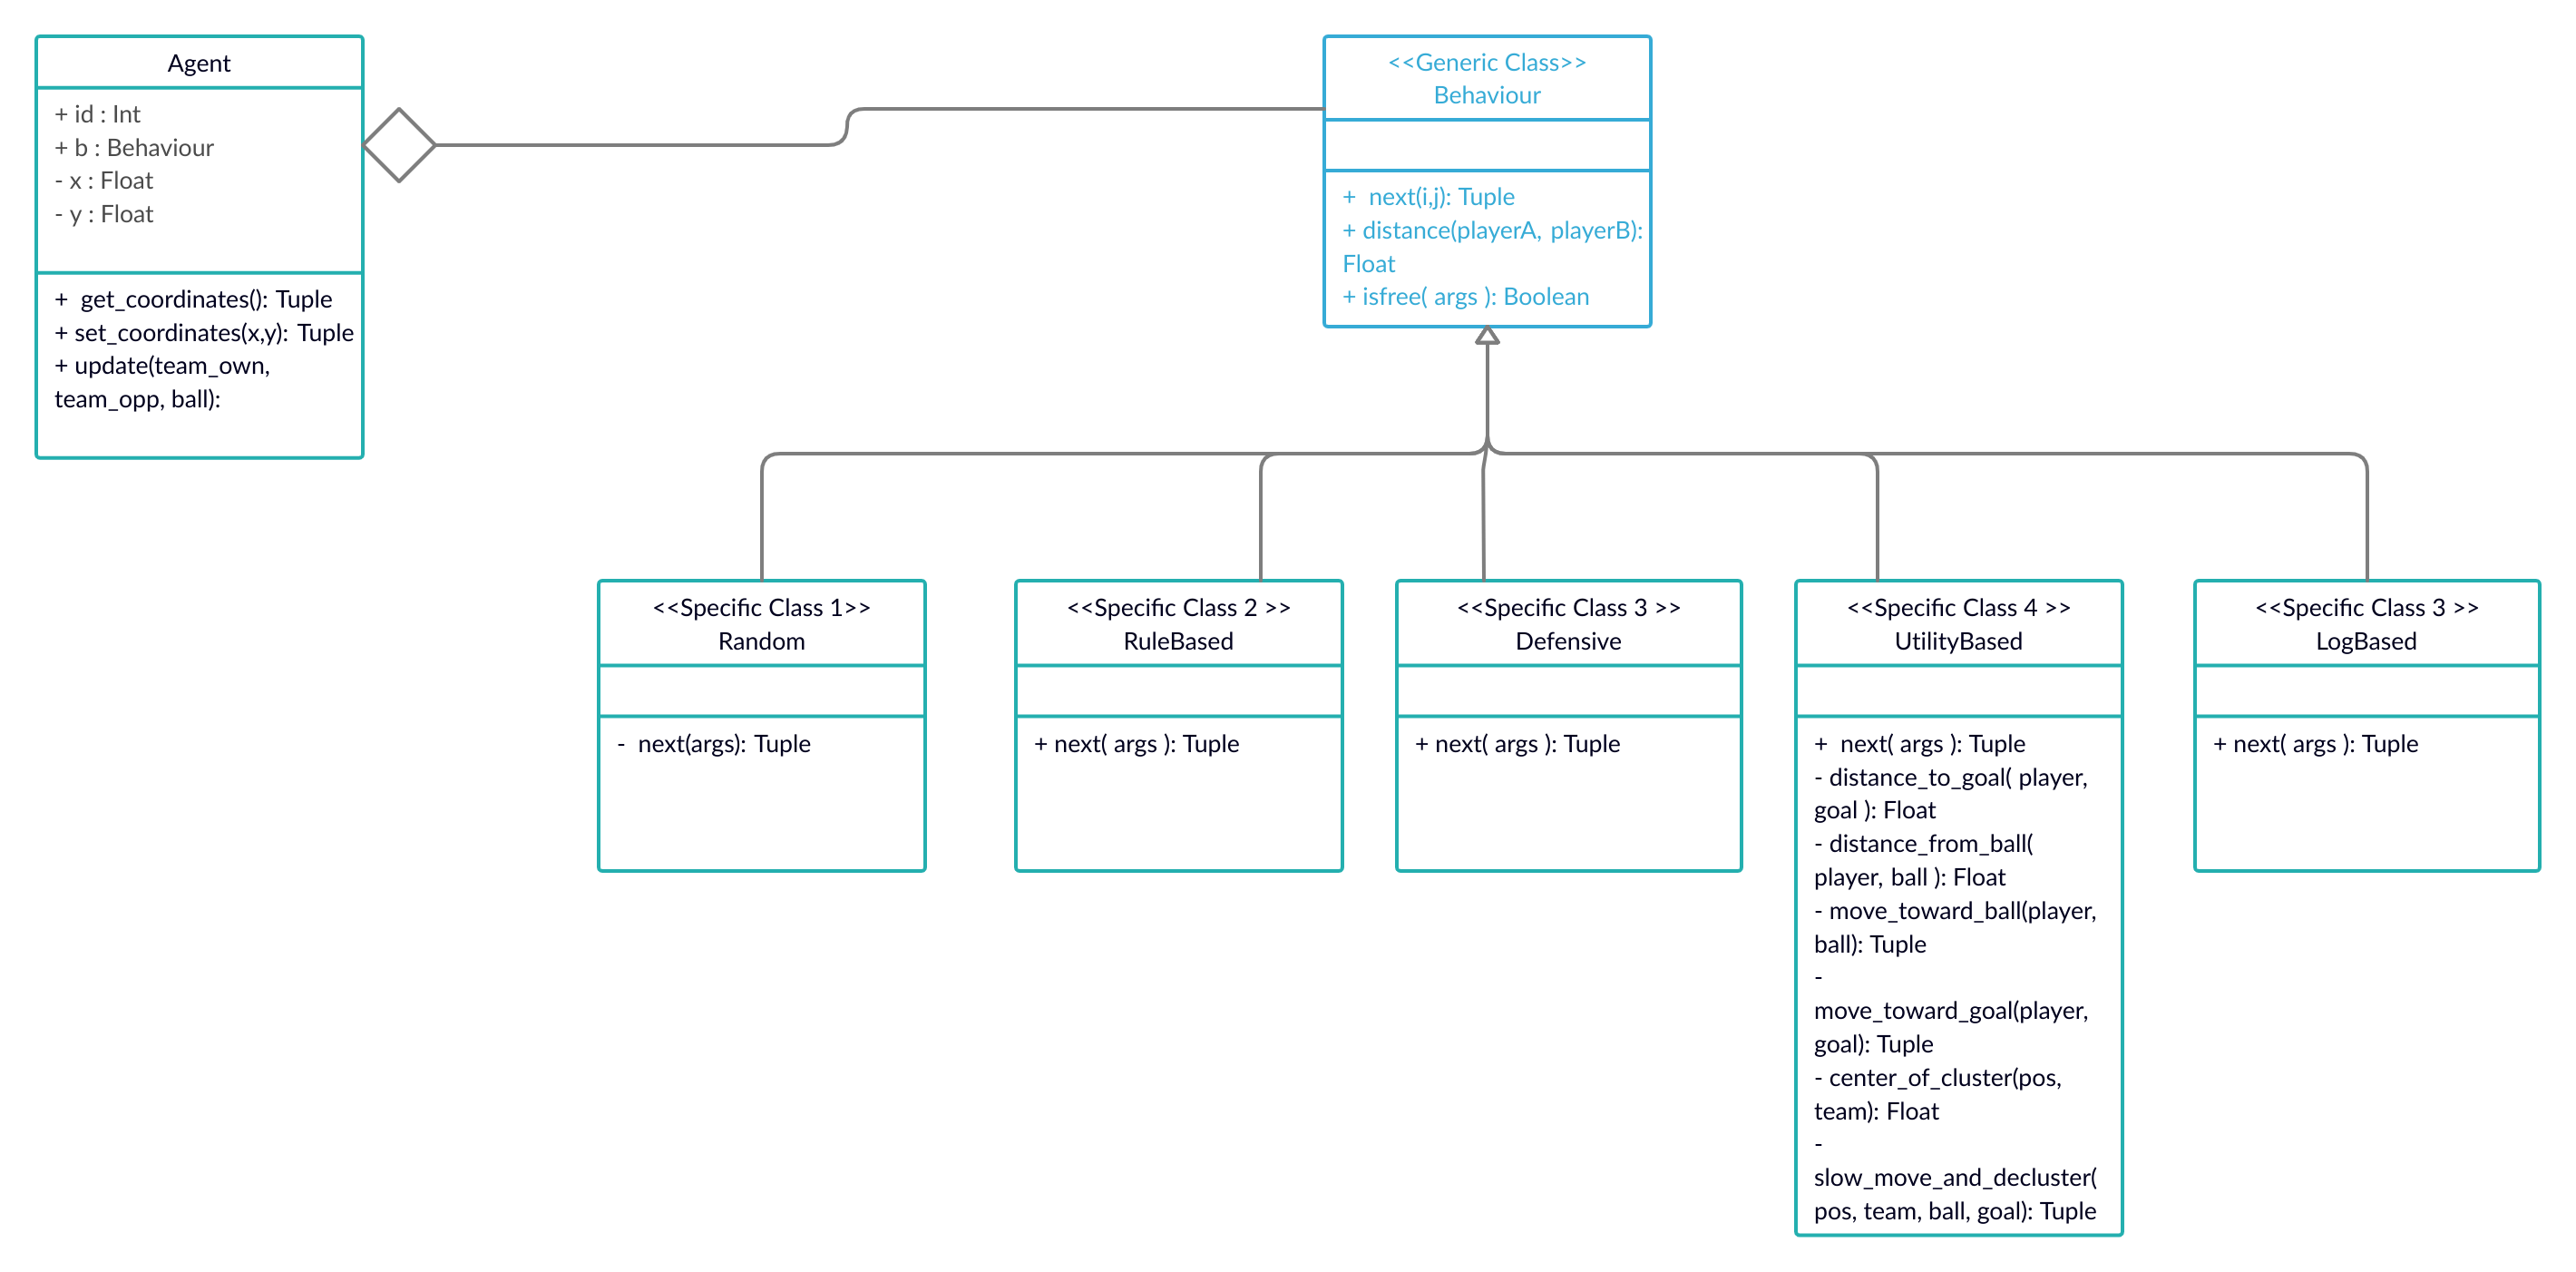 Agent
+ id : Int
+ b : Behaviour
- x : Float
- y : Float
+ get_coordinates(): Tuple
+ set_coordinates(x,y): Tuple
+ update(team_own,
team_opp, ball):
<<Generic Class>>
Behaviour
+ next(i,j): Tuple
+ distance(playerA, playerB):
Float
+ isfree( args ): Boolean
<<Specific Class 1>>
Random
- next(args): Tuple
<<Specific Class 2 >>
RuleBased
+ next( args ): Tuple
<<Specific Class 3 >>
Defensive
+ next( args ): Tuple
<<Specific Class 4 >>
UtilityBased
+ next( args ): Tuple
- distance_to_goal( player,
goal ): Float
- distance_from_ball(
player, ball ): Float
- move_toward_ball(player,
ball): Tuple
-
move_toward_goal(player,
goal): Tuple
- center_of_cluster(pos,
team): Float
-
slow_move_and_decluster(
pos, team, ball, goal): Tuple
<<Specific Class 3 >>
LogBased
+ next( args ): Tuple